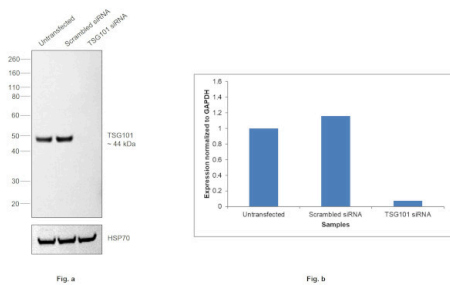 Untransfected
Scrambled siRNA
TSG101 siRNA
260
160
110
80
60
50
40
30
20
TSG101
~ 44 kDa
HSP70
Fig. a
Expression normalized to GAPDH
1.6
1.4
1.2
1
0.8
0.6
0.4
0.2
0
Untransfected
Scrambled siRNA
TSG101 siRNA
Samples
Fig. b